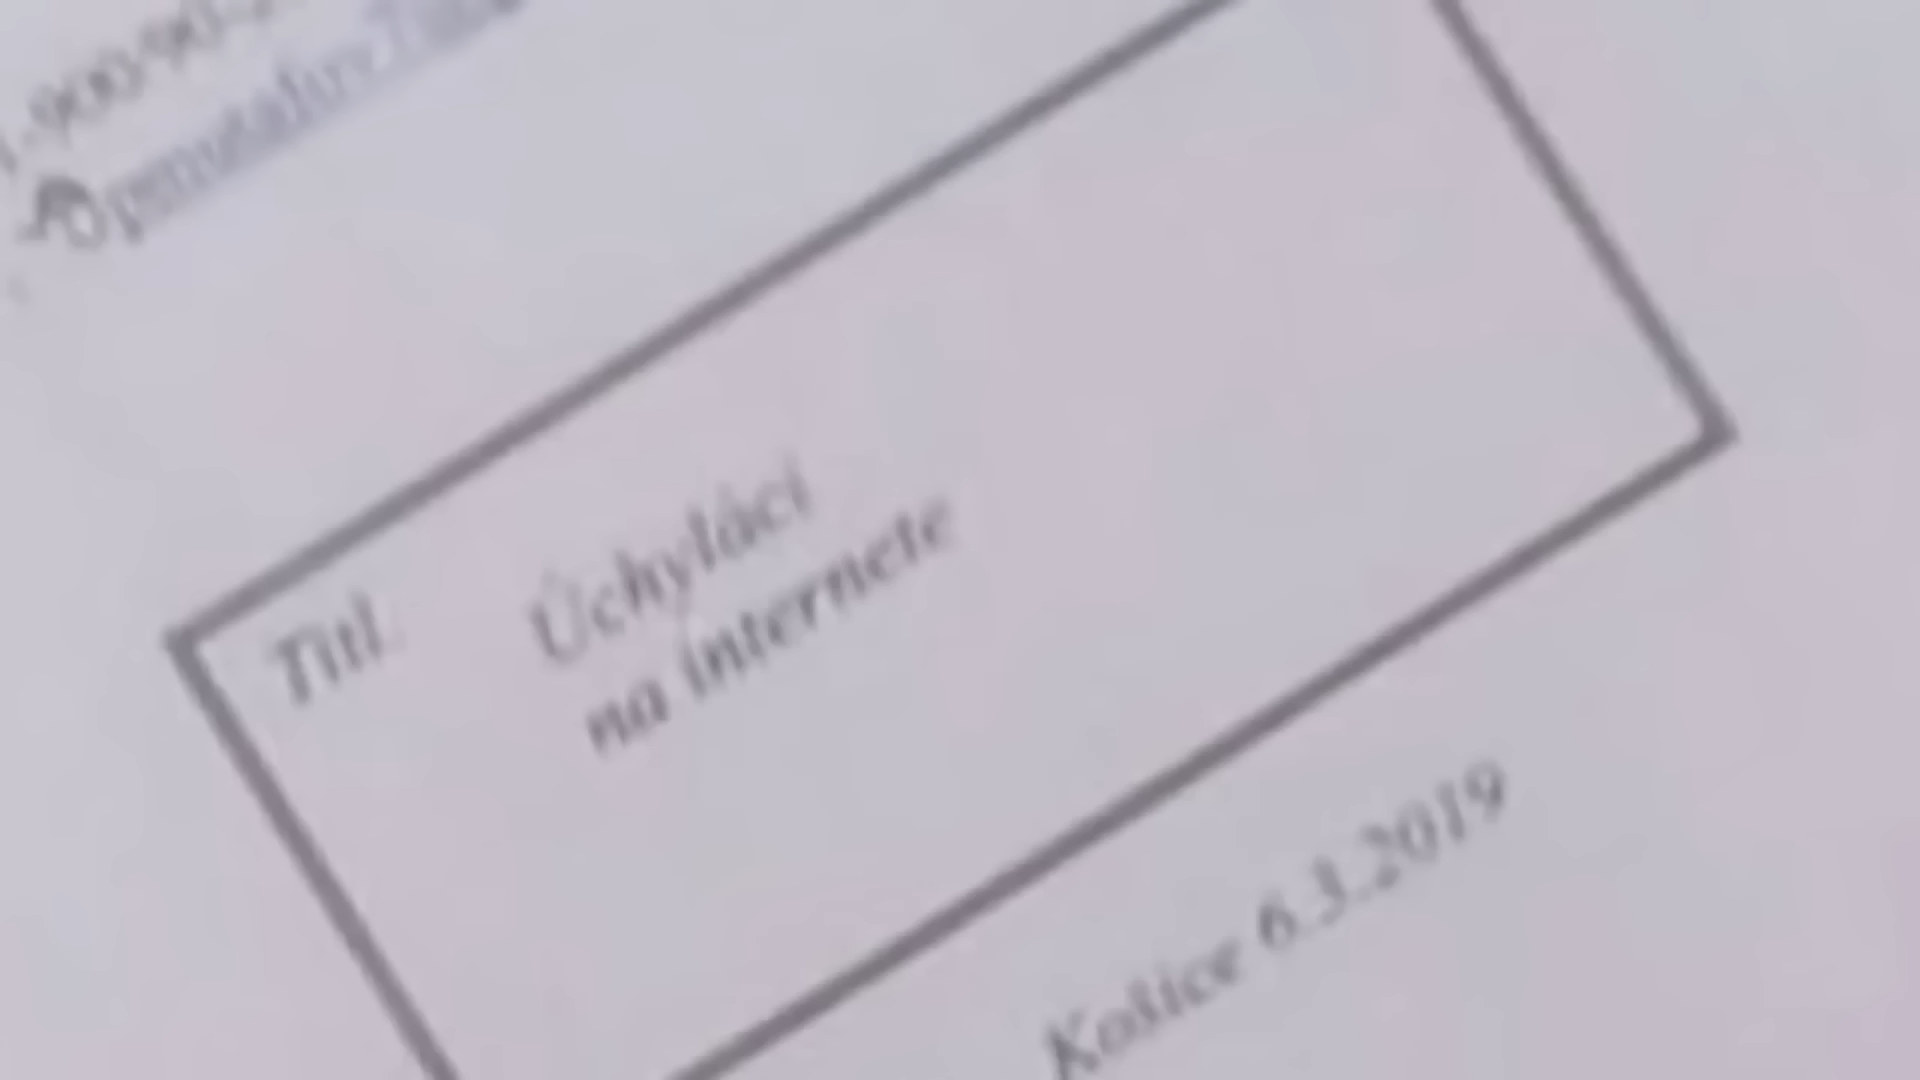 Titl. Úchyláci
na internete
Košice 6.3.2019